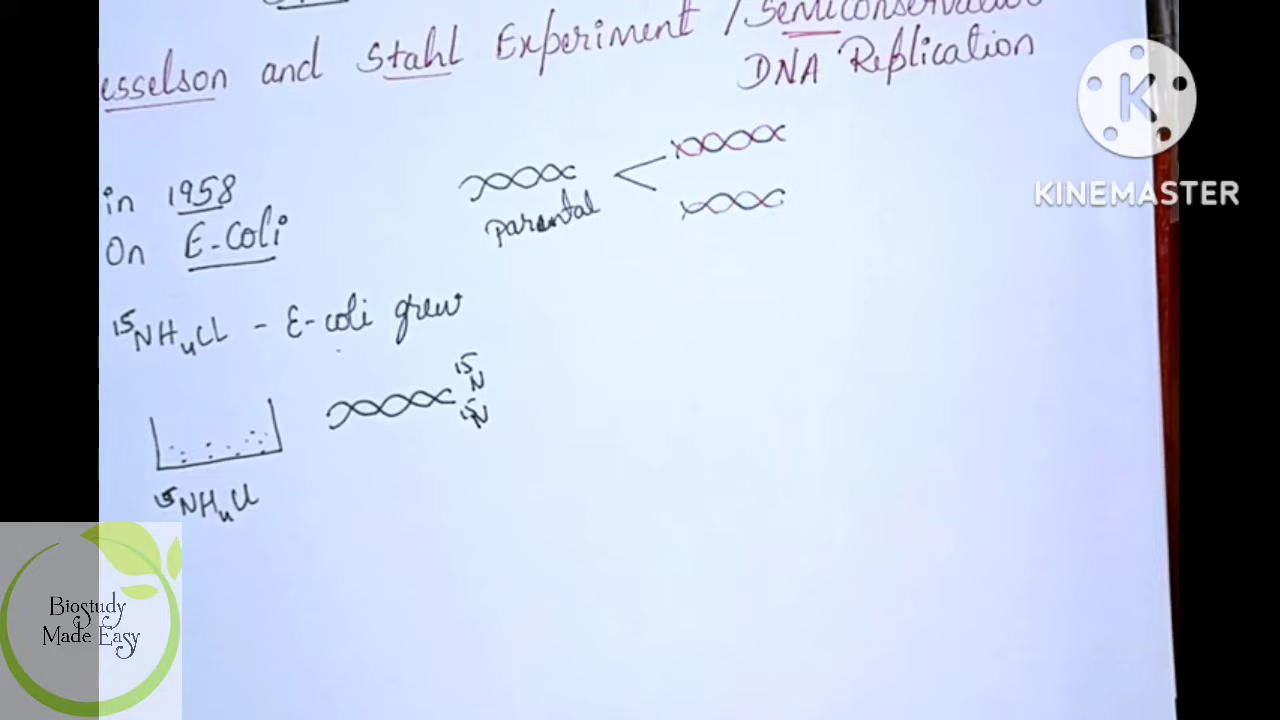 esselson and Stahl Experiment / Semiconservative
DNA Replication
in 1958
On E-Coli
parental
15NH4Cl - E-coli grew
15N
15N
15NH4Cl
KINEMASTER
Biostudy
Made Easy